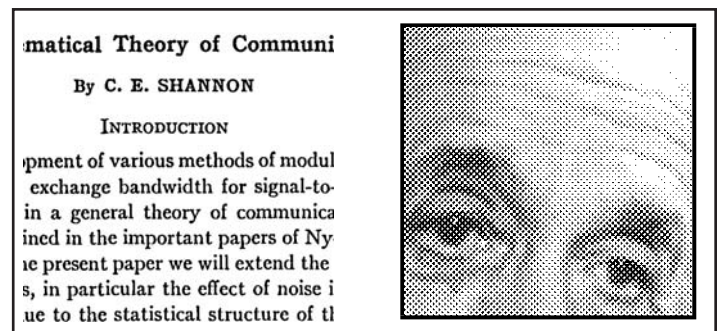 matical Theory of Communi
By C. E. SHANNON
INTRODUCTION
pment of various methods of modul
exchange bandwidth for signal-to-
in a general theory of communica
ined in the important papers of Ny
present paper we will extend the
s, in particular the effect of noise i
ue to the statistical structure of